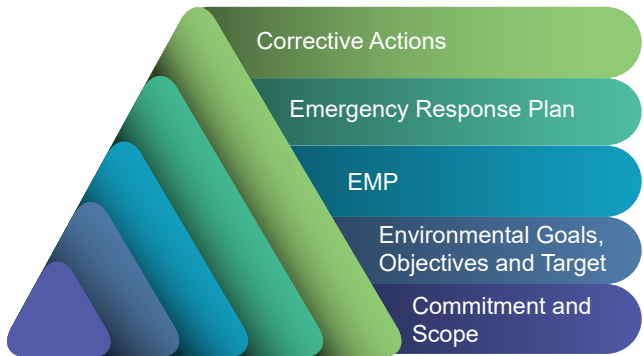 Corrective Actions
Emergency Response Plan
EMP
Environmental Goals,
Objectives and Target
Commitment and
Scope